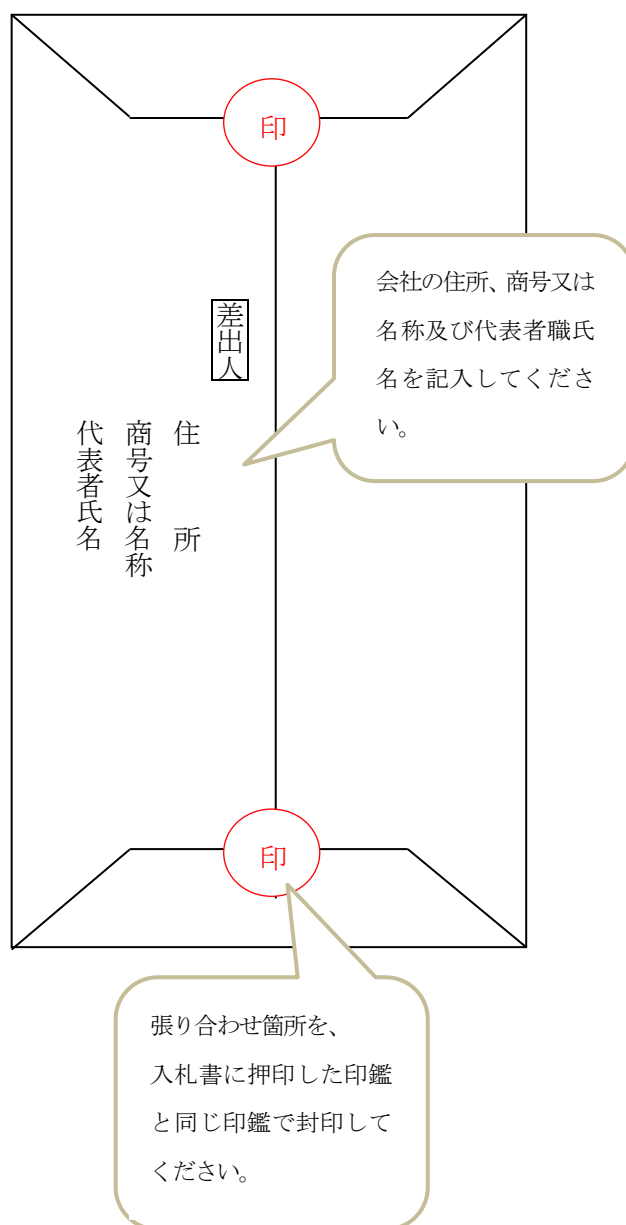 印
会社の住所、商号又は
名称及び代表者職氏
名を記入してくださ
い。
差出人
住　所
商号又は名称
代表者氏名
印
張り合わせ箇所を、
入札書に押印した印鑑
と同じ印鑑で封印して
ください。